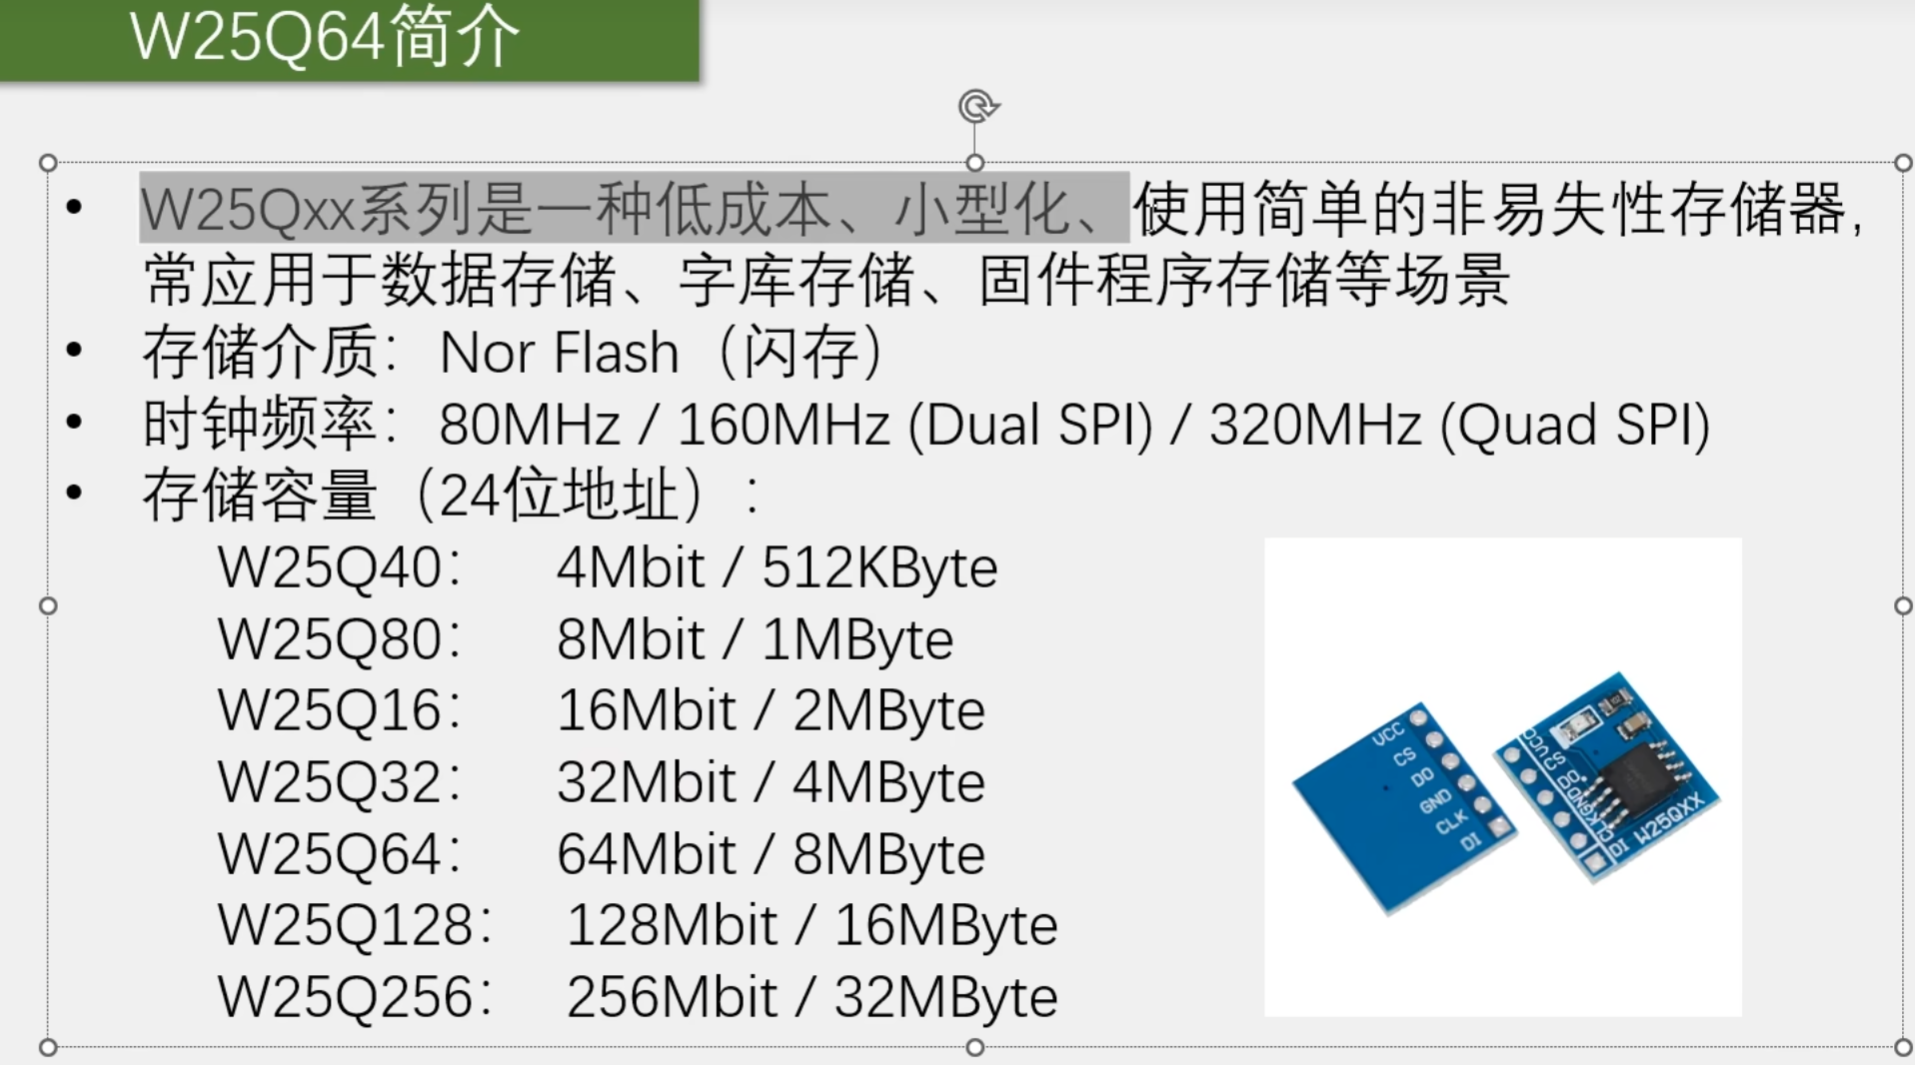 W25Q64简介
• W25Qxx系列是一种低成本、小型化、使用简单的非易失性存储器,
常应用于数据存储、字库存储、固件程序存储等场景
• 存储介质：Nor Flash（闪存）
• 时钟频率：80MHz / 160MHz (Dual SPI) / 320MHz (Quad SPI)
• 存储容量（24位地址）:
W25Q40： 4Mbit / 512KByte
W25Q80： 8Mbit / 1MByte
W25Q16： 16Mbit / 2MByte
W25Q32： 32Mbit / 4MByte
W25Q64： 64Mbit / 8MByte
W25Q128： 128Mbit / 16MByte
W25Q256： 256Mbit / 32MByte
VCC
CS
DO
GND
CLK
DI
VCC
CS
DO
GND
CLK
DI
W25QXX